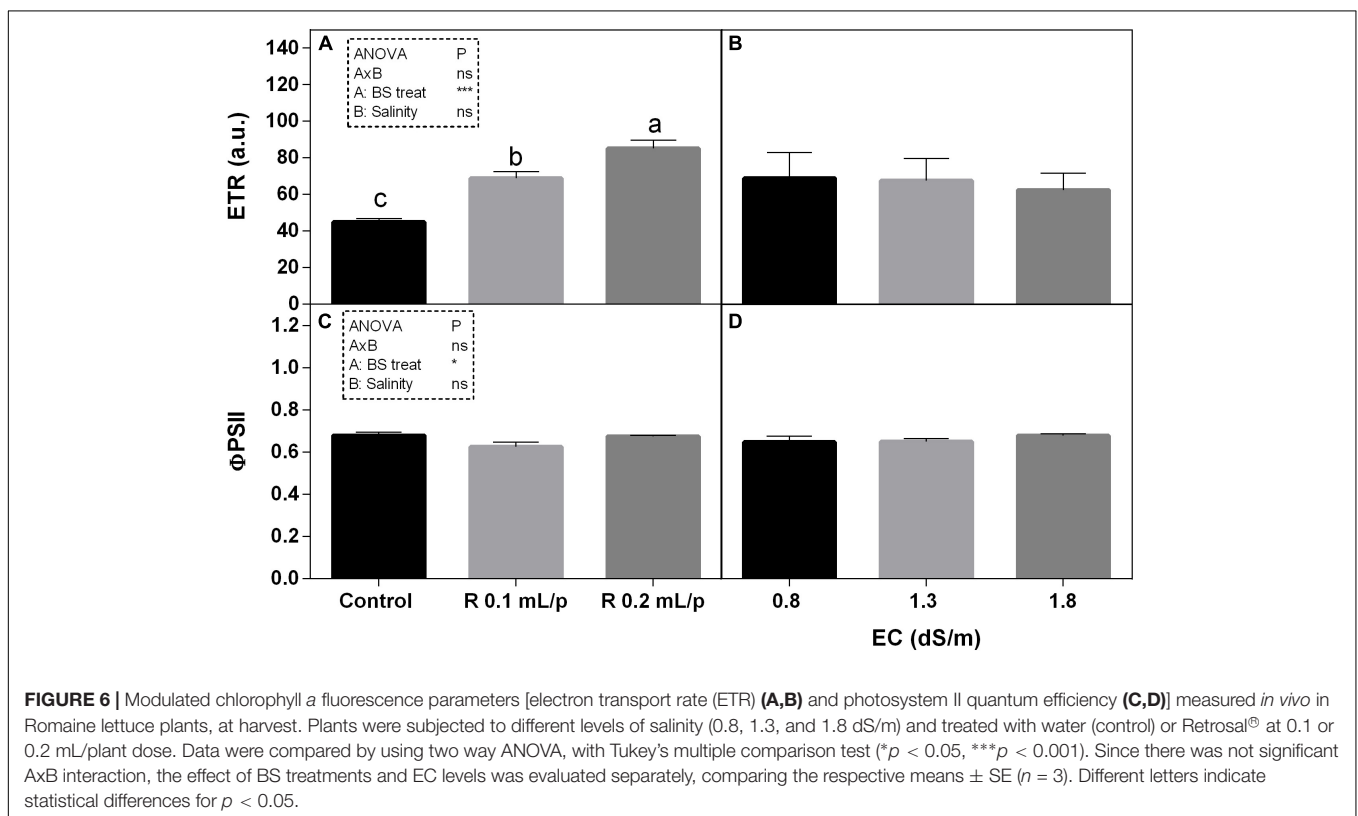 A
ANOVA P
AxB ns
A: BS treat ***
B: Salinity ns
ETR (a.u.)
140
120
100
80
60
40
20
0
c
b
a
B
C
ANOVA P
AxB ns
A: BS treat *
B: Salinity ns
ΦPSII
1.2
1.0
0.8
0.6
0.4
0.2
0.0
D
Control R 0.1 mL/p R 0.2 mL/p 0.8 1.3 1.8
EC (dS/m)
FIGURE 6 | Modulated chlorophyll a fluorescence parameters [electron transport rate (ETR) (A,B) and photosystem II quantum efficiency (C,D)] measured in vivo in
Romaine lettuce plants, at harvest. Plants were subjected to different levels of salinity (0.8, 1.3, and 1.8 dS/m) and treated with water (control) or Retrosal® at 0.1 or
0.2 mL/plant dose. Data were compared by using two way ANOVA, with Tukey's multiple comparison test (*p < 0.05, ***p < 0.001). Since there was not significant
AxB interaction, the effect of BS treatments and EC levels was evaluated separately, comparing the respective means ± SE (n = 3). Different letters indicate
statistical differences for p < 0.05.